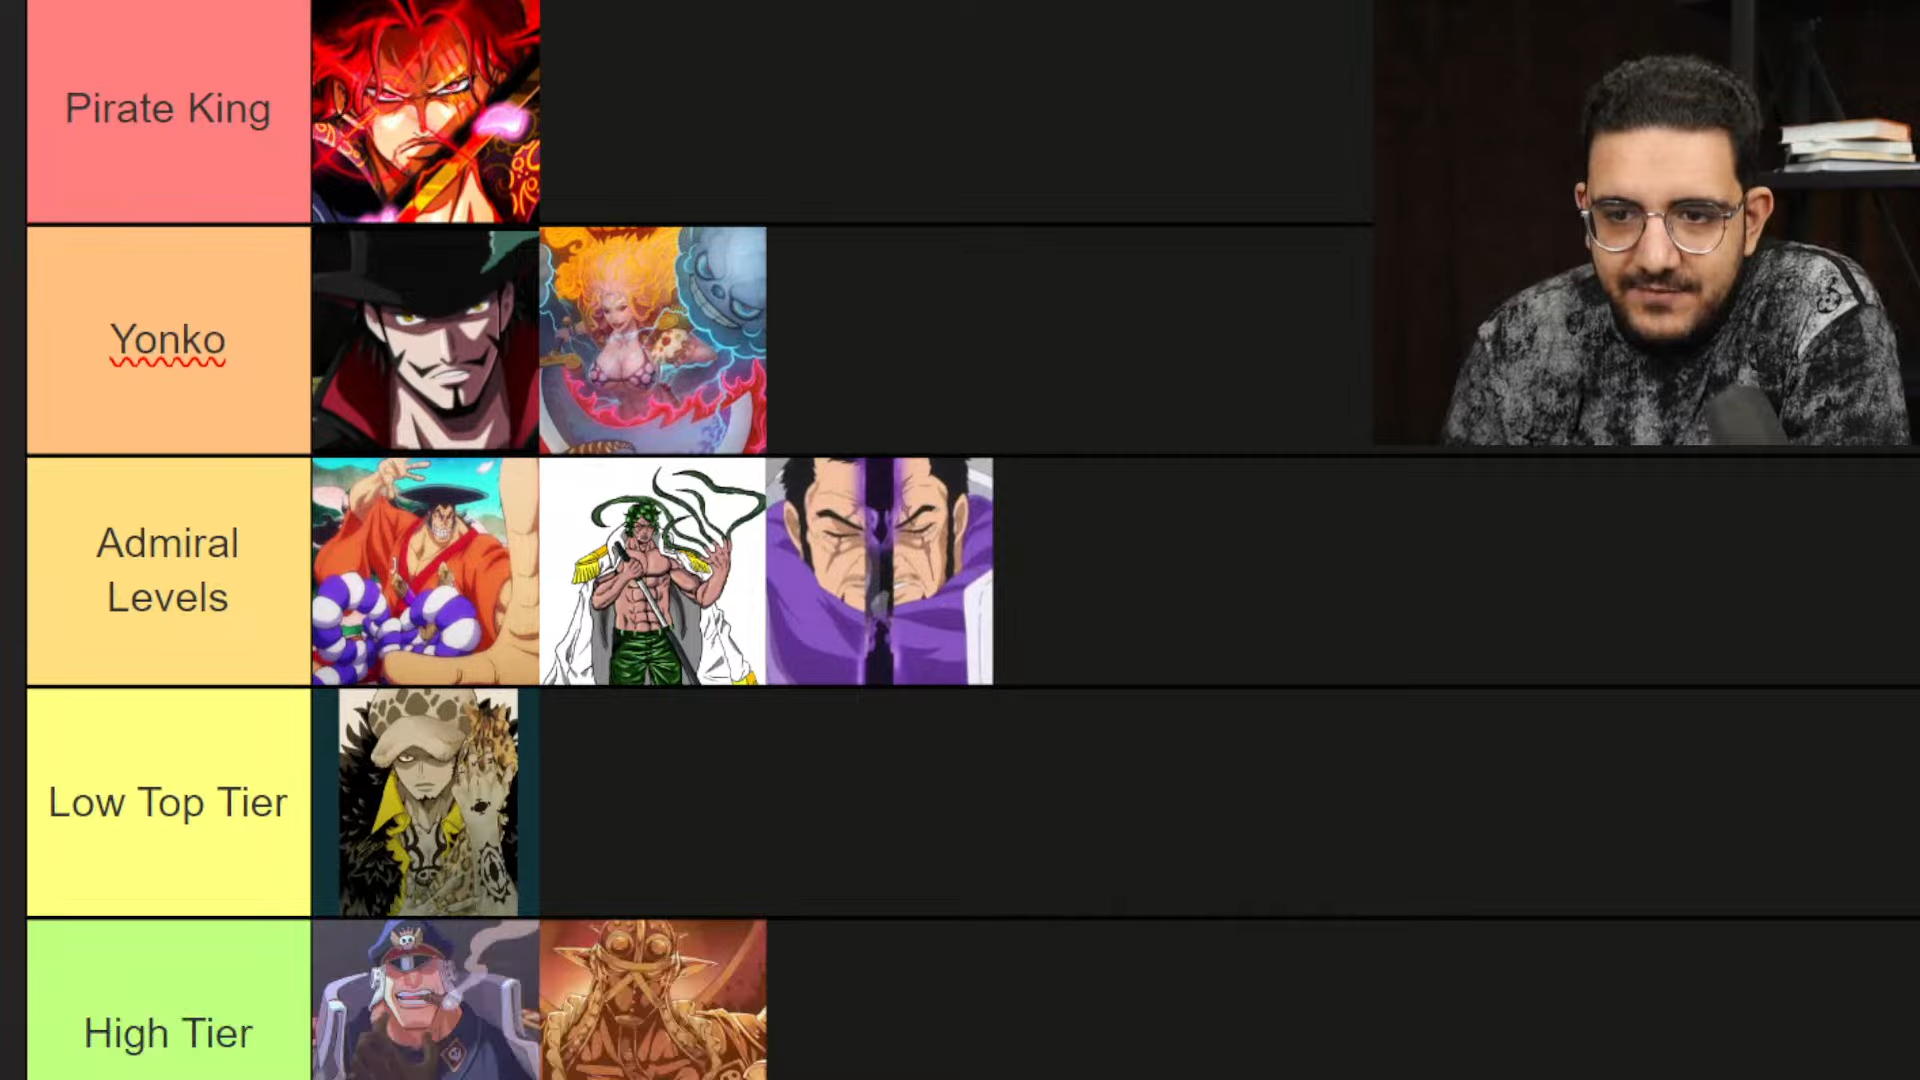 Pirate King
Yonko
Admiral
Levels
Low Top Tier
High Tier